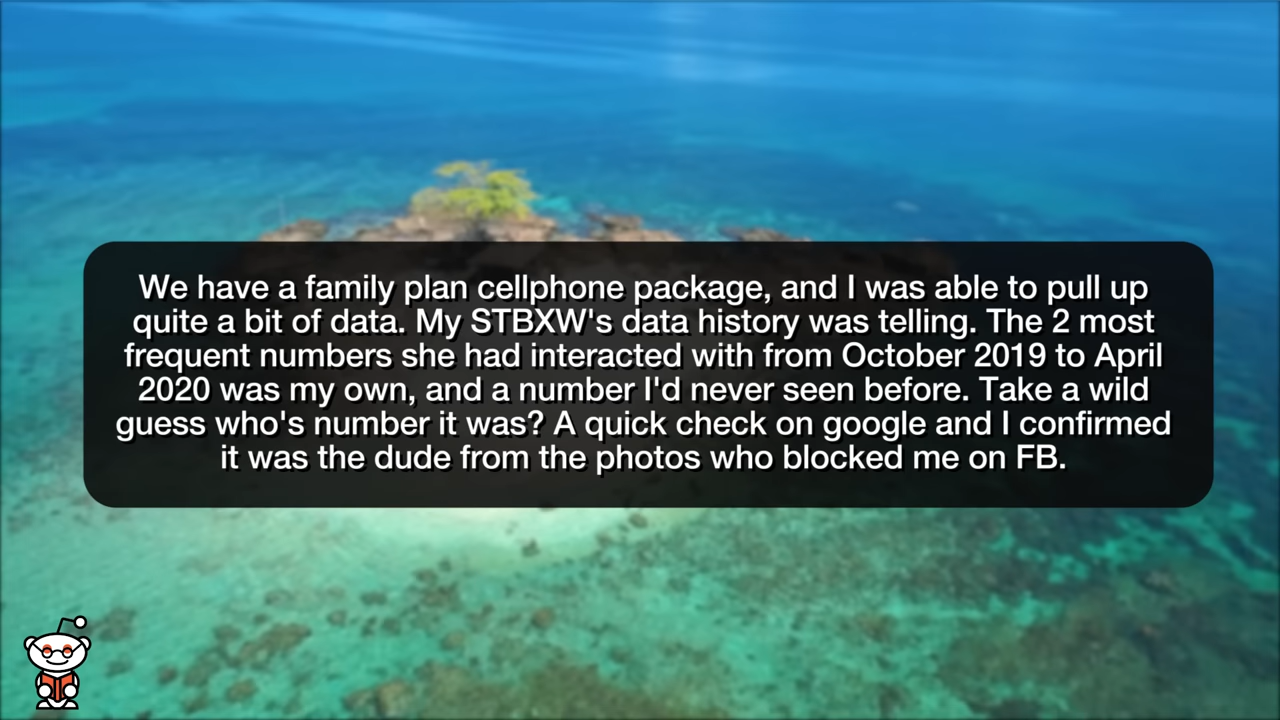 We have a family plan cellphone package, and I was able to pull up
quite a bit of data. My STBXW's data history was telling. The 2 most
frequent numbers she had interacted with from October 2019 to April
2020 was my own, and a number I'd never seen before. Take a wild
guess who's number it was? A quick check on google and I confirmed
it was the dude from the photos who blocked me on FB.